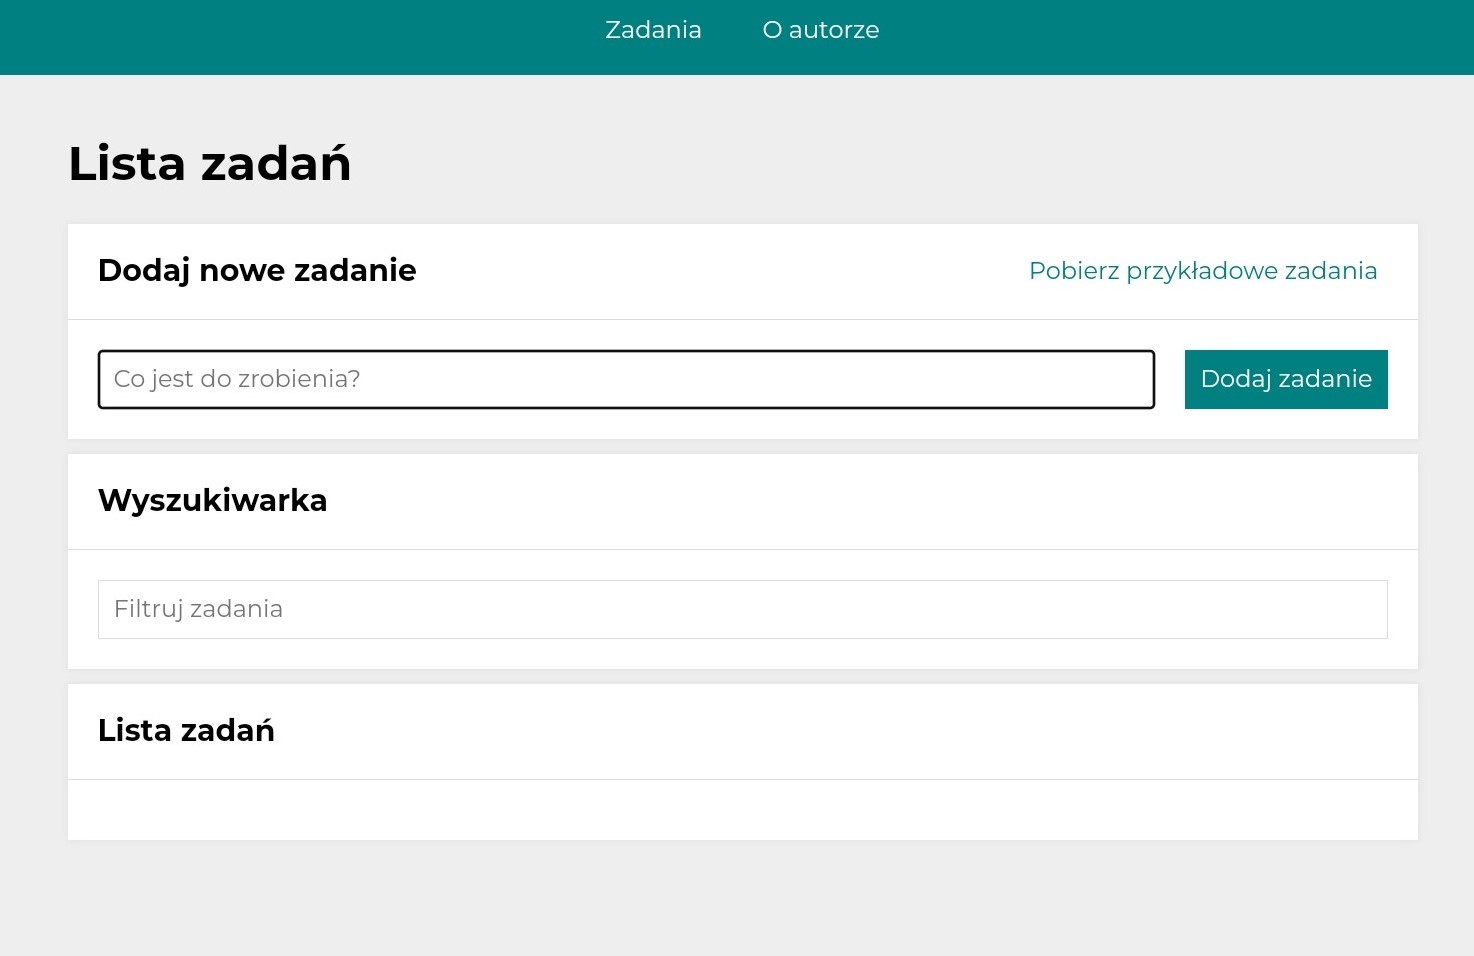 Zadania O autorze
Lista zadań
Dodaj nowe zadanie Pobierz przykładowe zadania
Co jest do zrobienia? Dodaj zadanie
Wyszukiwarka
Filtruj zadania
Lista zadań